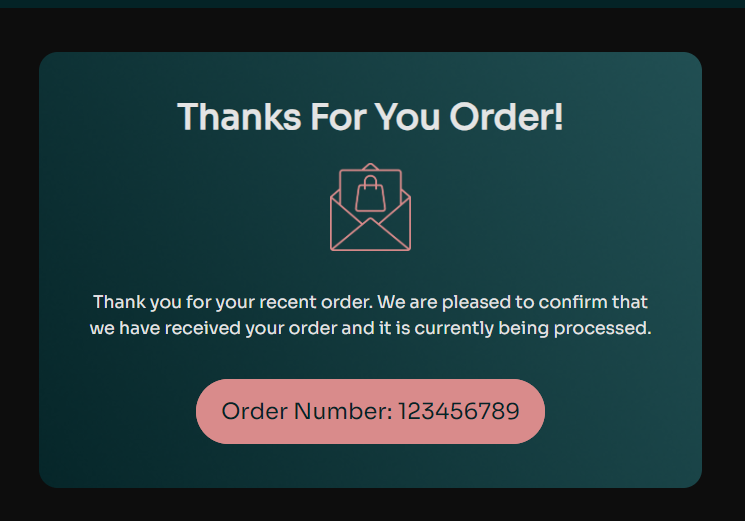 Thanks For You Order!
Thank you for your recent order. We are pleased to confirm that
we have received your order and it is currently being processed.
Order Number: 123456789